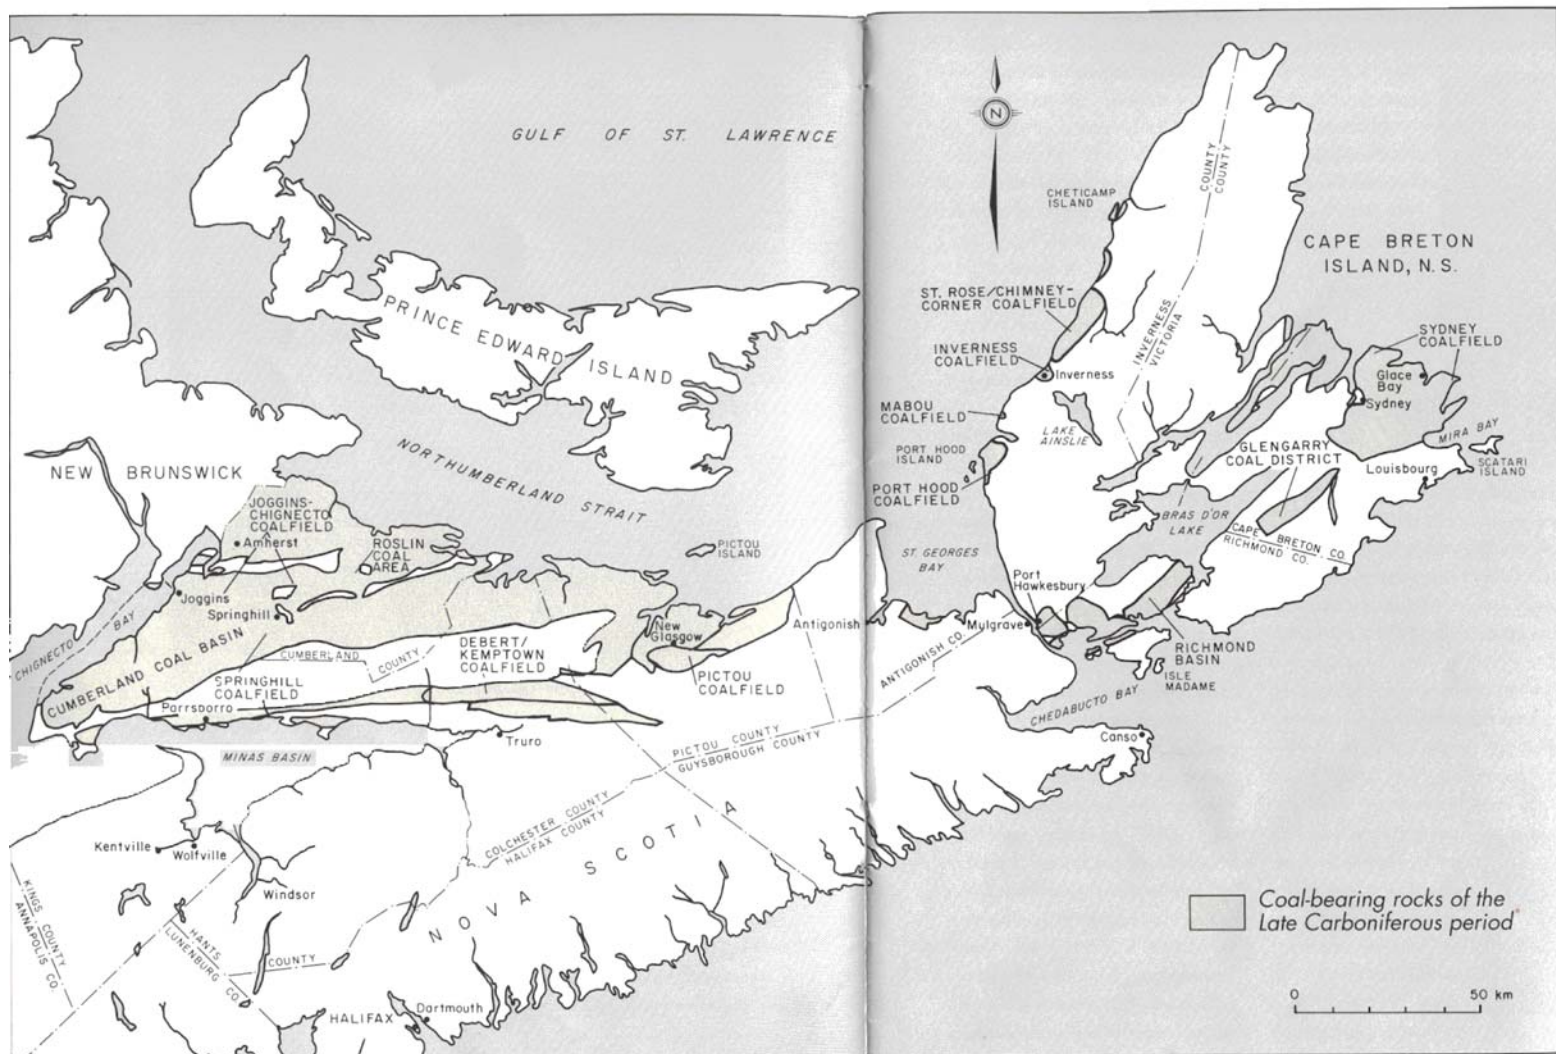 GULF OF ST. LAWRENCE
N
CHETICAMP
ISLAND
COUNTY
COUNTY
CAPE BRETON
ISLAND, N.S.
PRINCE EDWARD ISLAND
ST. ROSE/CHIMNEY-
CORNER COALFIELD
INVERNESS
VICTORIA
SYDNEY
COALFIELD
INVERNESS
COALFIELD
Inverness
Glace
Bay
Sydney
MABOU
COALFIELD
LAKE
AINSLIE
PORT HOOD
ISLAND
PORT HOOD
COALFIELD
GLENGARRY
COAL DISTRICT
MIRA BAY
Louisbourg
SCATARI
ISLAND
NORTHUMBERLAND STRAIT
NEW BRUNSWICK
JOGGINS-
CHIGNECTO
COALFIELD
Amherst
ROSLIN
COAL
AREA
PICTOU
ISLAND
ST. GEORGES
BAY
BRAS D'OR
LAKE
CAPE BRETON CO.
RICHMOND CO.
Port
Hawkesbury
Joggins
Springhill
CHIGNECTO BAY
CUMBERLAND COAL BASIN
New
Glasgow
Antigonish
Mulgrave
CUMBERLAND
COUNTY
DEBERT/
KEMPTOWN
COALFIELD
SPRINGHILL
COALFIELD
PICTOU
COALFIELD
ANTIGONISH CO.
RICHMOND
BASIN
ISLE
MADAME
Parrsborro
CHEDABUCTO BAY
Canso
Truro
MINAS BASIN
PICTOU COUNTY
GUYSBOROUGH COUNTY
COLCHESTER COUNTY
HALIFAX COUNTY
NOVA SCOTIA
Kentville
Wolfville
Windsor
KINGS COUNTY
ANNAPOLIS CO.
HANTS
LUNENBURG CO.
COUNTY
HALIFAX
Dartmouth
Coal-bearing rocks of the
Late Carboniferous period
0 50 km